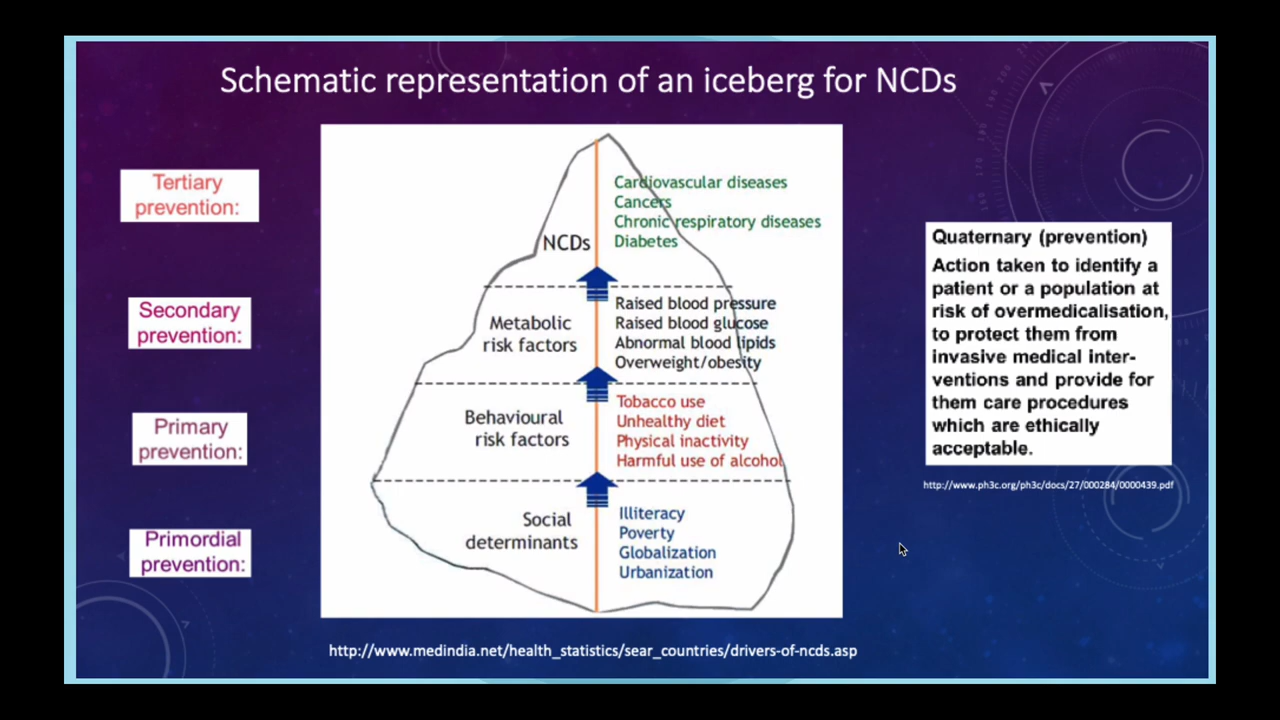 Schematic representation of an iceberg for NCDs
Tertiary
prevention:
Secondary
prevention:
Primary
prevention:
Primordial
prevention:
NCDs
Cardiovascular diseases
Cancers
Chronic respiratory diseases
Diabetes
Metabolic
risk factors
Raised blood pressure
Raised blood glucose
Abnormal blood lipids
Overweight/obesity
Behavioural
risk factors
Tobacco use
Unhealthy diet
Physical inactivity
Harmful use of alcohol
Social
determinants
Illiteracy
Poverty
Globalization
Urbanization
Quaternary (prevention)
Action taken to identify a
patient or a population at
risk of overmedicalisation,
to protect them from
invasive medical inter-
ventions and provide for
them care procedures
which are ethically
acceptable.
http://www.ph3c.org/ph3c/docs/27/000284/0000439.pdf
http://www.medindia.net/health_statistics/sear_countries/drivers-of-ncds.asp